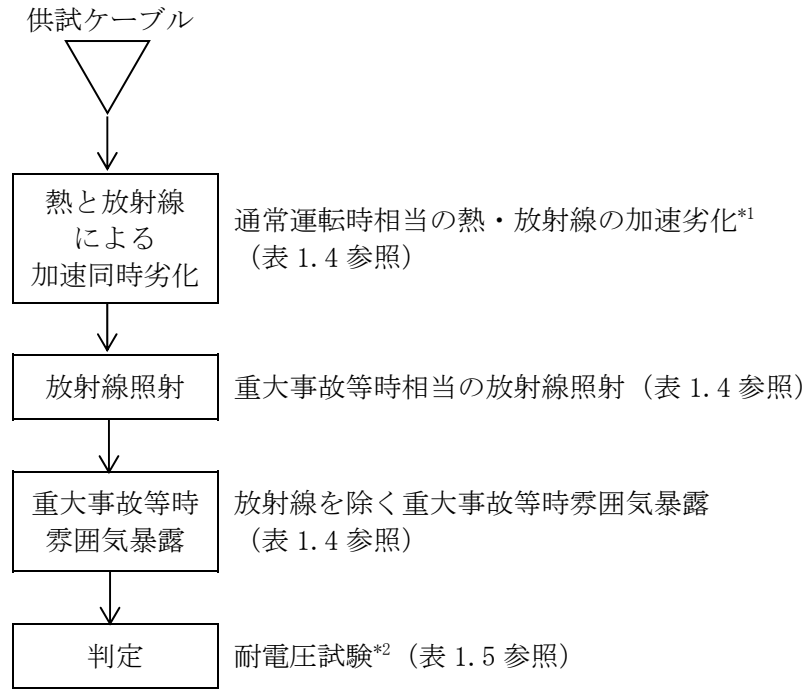 供試ケーブル
熱と放射線
による
加速同時劣化
通常運転時相当の熱・放射線の加速劣化*1
（表 1.4 参照）
放射線照射
重大事故等時相当の放射線照射（表 1.4 参照）
重大事故等時
雰囲気暴露
放射線を除く重大事故等時雰囲気暴露
（表 1.4 参照）
判定
耐電圧試験*2（表 1.5 参照）